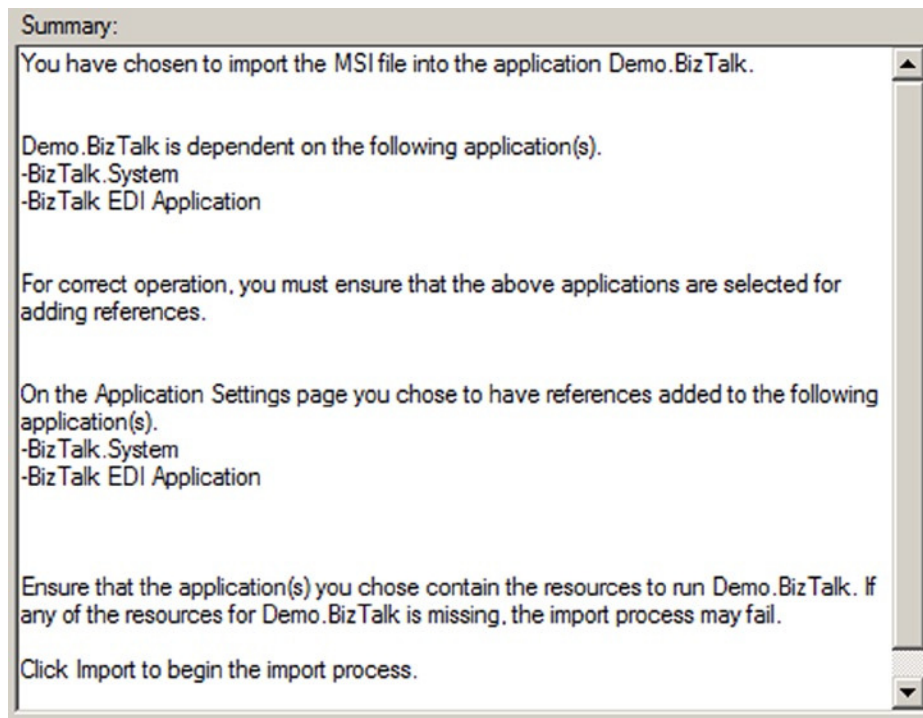 Summary:
You have chosen to import the MSI file into the application Demo.BizTalk.
Demo.BizTalk is dependent on the following application(s).
-BizTalk.System
-BizTalk EDI Application
For correct operation, you must ensure that the above applications are selected for
adding references.
On the Application Settings page you chose to have references added to the following
application(s).
-BizTalk.System
-BizTalk EDI Application
Ensure that the application(s) you chose contain the resources to run Demo.BizTalk. If
any of the resources for Demo.BizTalk is missing, the import process may fail.
Click Import to begin the import process.